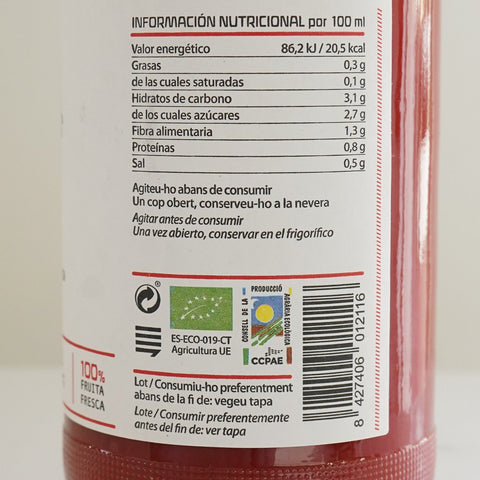 INFORMACIÓN NUTRICIONAL por 100 ml
Valor energético 86,2 kJ / 20,5 kcal
Grasas 0,3 g
de las cuales saturadas 0,1 g
Hidratos de carbono 3,1 g
de los cuales azúcares 2,7 g
Fibra alimentaria 1,3 g
Proteínas 0,8 g
Sal 0,5 g
Agiteu-ho abans de consumir
Un cop obert, conserveu-ho a la nevera
Agitar antes de consumir
Una vez abierto, conservar en el frigorífico
CONSELL DE LA
PRODUCCIÓ
AGRÀRIA ECOLÒGICA
CCPAE
ES-ECO-019-CT
Agricultura UE
8 427406 012116
100%
FRUITA
FRESCA
Lot / Consumiu-ho preferentment
abans de la fi de: vegeu tapa
Lote / Consumir preferentemente
antes del fin de: ver tapa